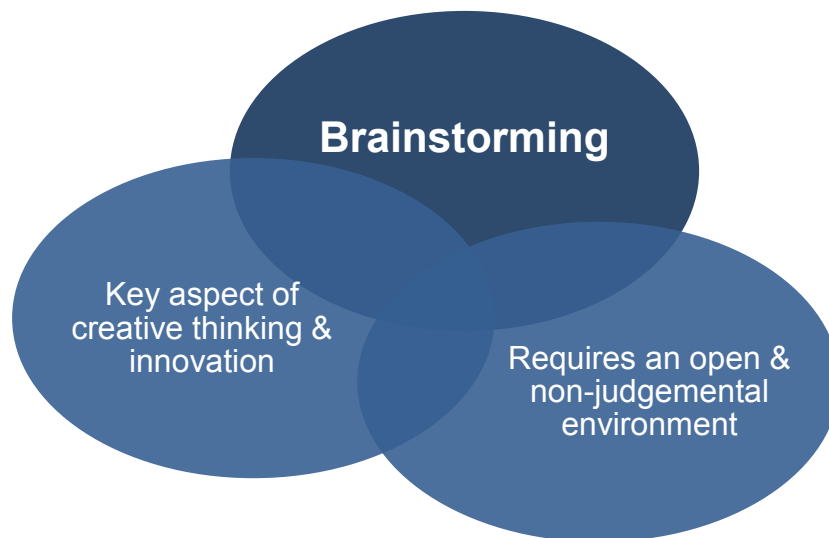 Brainstorming
Key aspect of
creative thinking &
innovation
Requires an open &
non-judgemental
environment